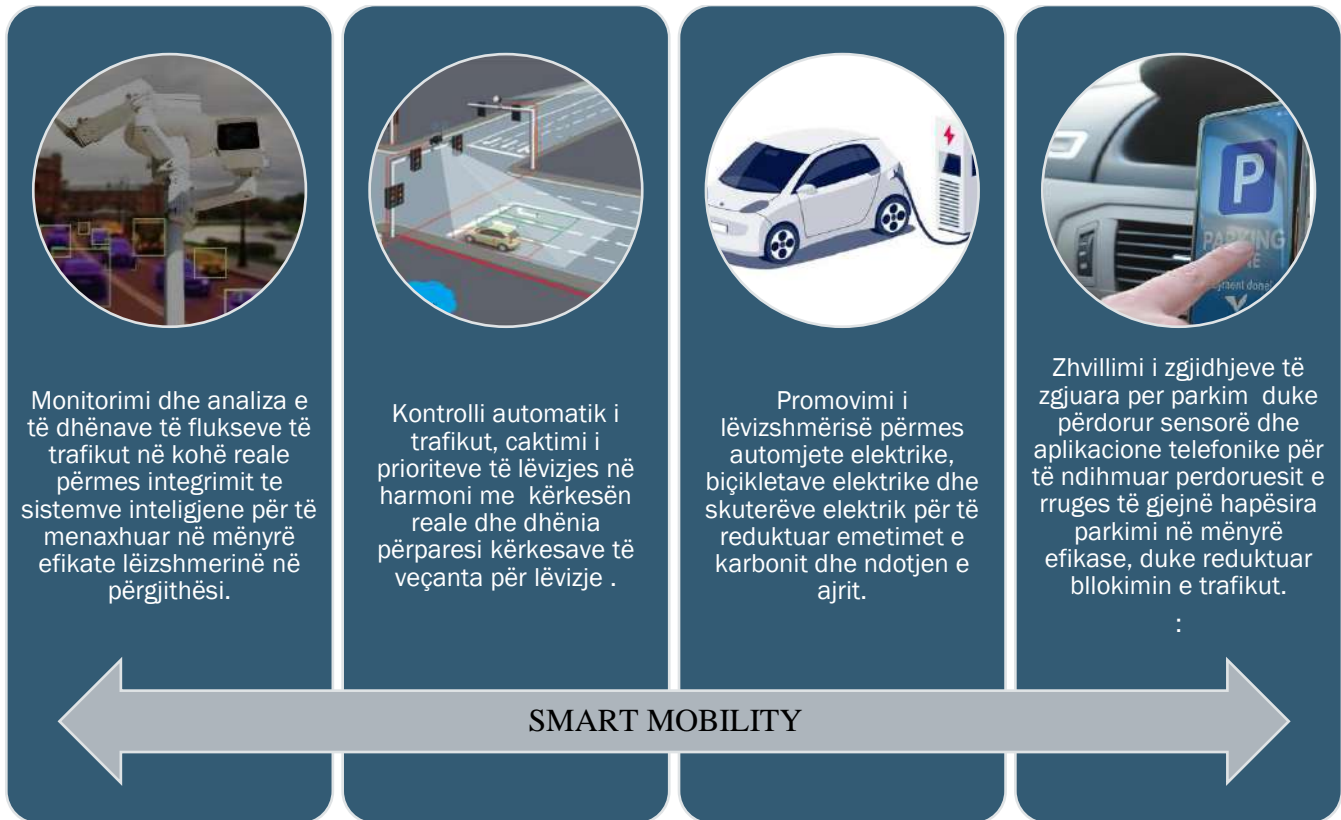 P
PARKING
Monitorimi dhe analiza e
të dhënave të flukseve të
trafikut në kohë reale
përmes integrimit te
sistemve inteligjene për të
menaxhuar në mënyrë
efikate lëizshmerinë në
përgjithësi.
Kontrolli automatik i
trafikut, caktimi i
prioriteve të lëvizjes në
harmoni me kërkesën
reale dhe dhënia
përparesi kërkesave të
veçanta për lëvizje .
Promovimi i
lëvizshmërisë përmes
automjete elektrike,
biçikletave elektrike dhe
skuterëve elektrik për të
reduktuar emetimet e
karbonit dhe ndotjen e
ajrit.
Zhvillimi i zgjidhjeve të
zgjuara per parkim duke
përdorur sensorë dhe
aplikacione telefonike për
të ndihmuar perdoruesit e
rruges të gjejnë hapësira
parkimi në mënyrë
efikase, duke reduktuar
bllokimin e trafikut.
:
SMART MOBILITY